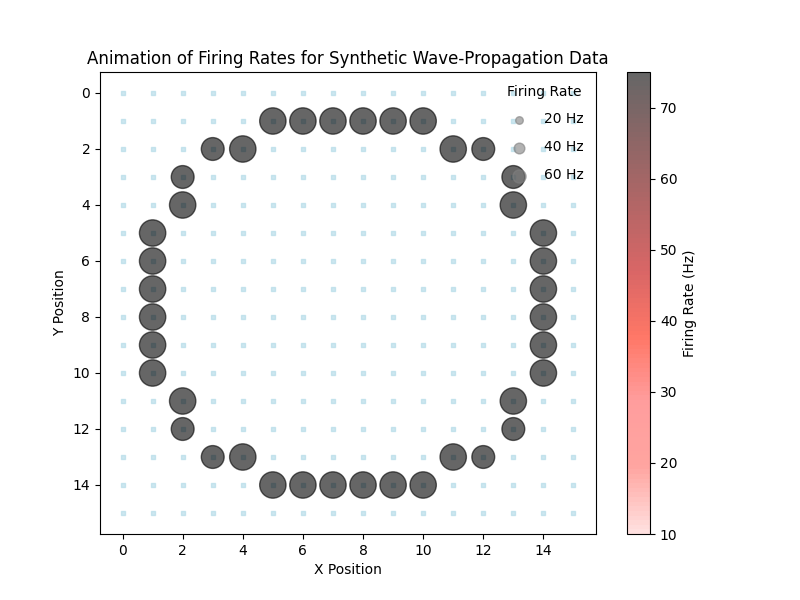 Animation of Firing Rates for Synthetic Wave-Propagation Data
Firing Rate
20 Hz
40 Hz
60 Hz
0
2
4
6
8
10
12
14
Y Position
0 2 4 6 8 10 12 14
X Position
70
60
50
40
30
20
10
Firing Rate (Hz)